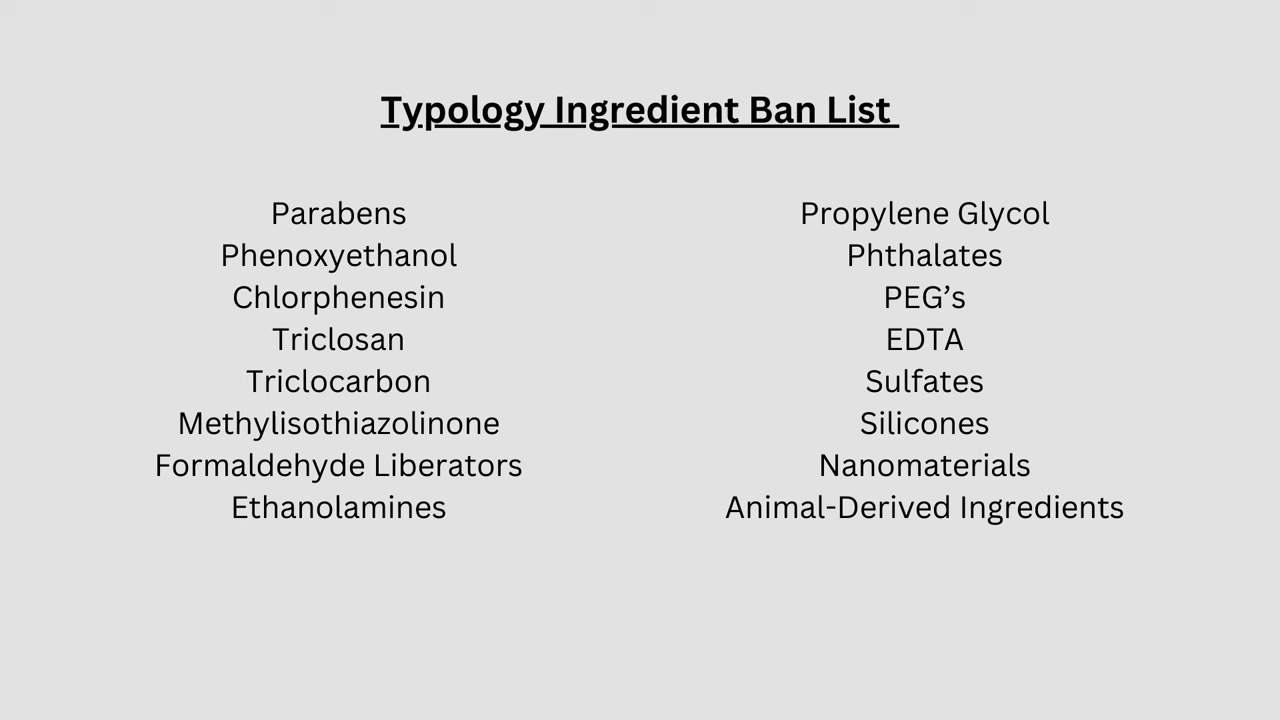 Typology Ingredient Ban List
Parabens
Phenoxyethanol
Chlorphenesin
Triclosan
Triclocarbon
Methylisothiazolinone
Formaldehyde Liberators
Ethanolamines
Propylene Glycol
Phthalates
PEG’s
EDTA
Sulfates
Silicones
Nanomaterials
Animal-Derived Ingredients